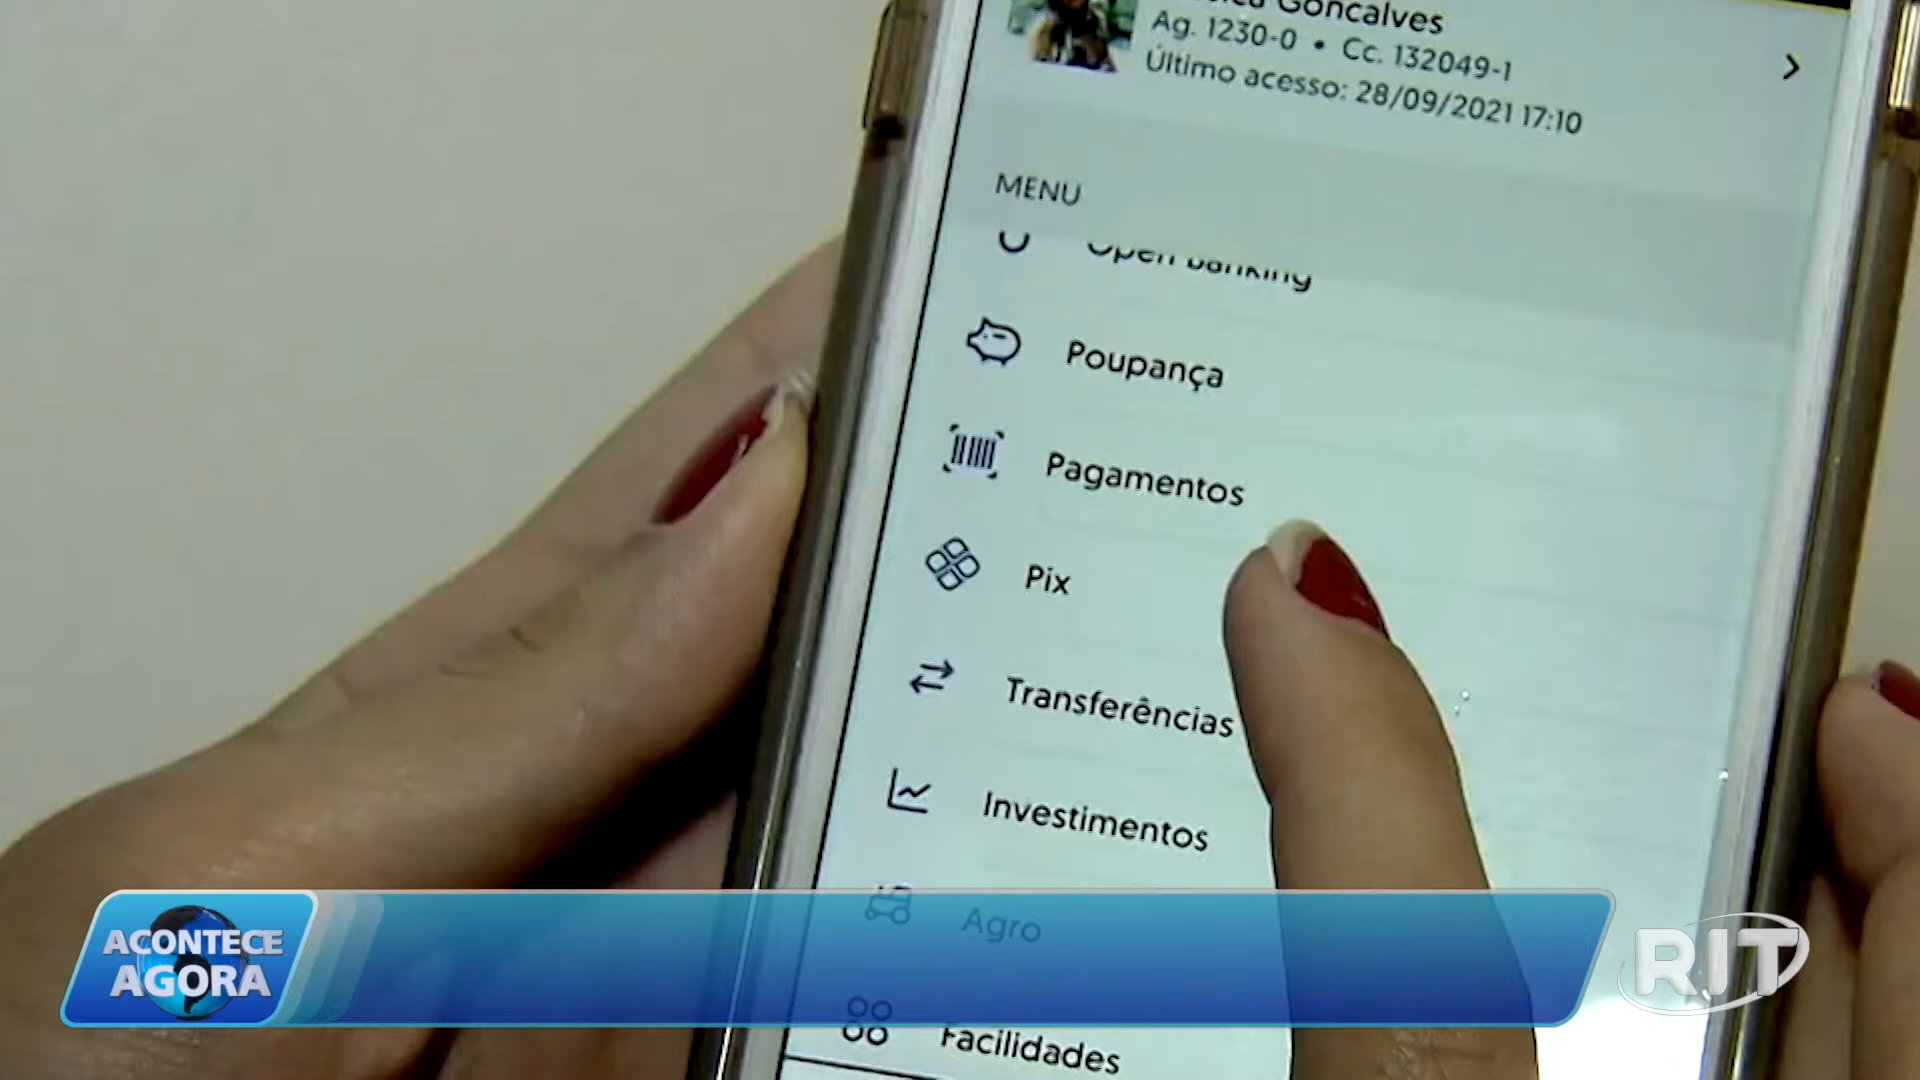 Goncalves
Ag. 1230-0 • Cc. 132049-1
Último acesso: 28/09/2021 17:10
MENU
Open banking
Poupança
Pagamentos
Pix
Transferências
Investimentos
Agro
Facilidades
ACONTECE
AGORA
RIT